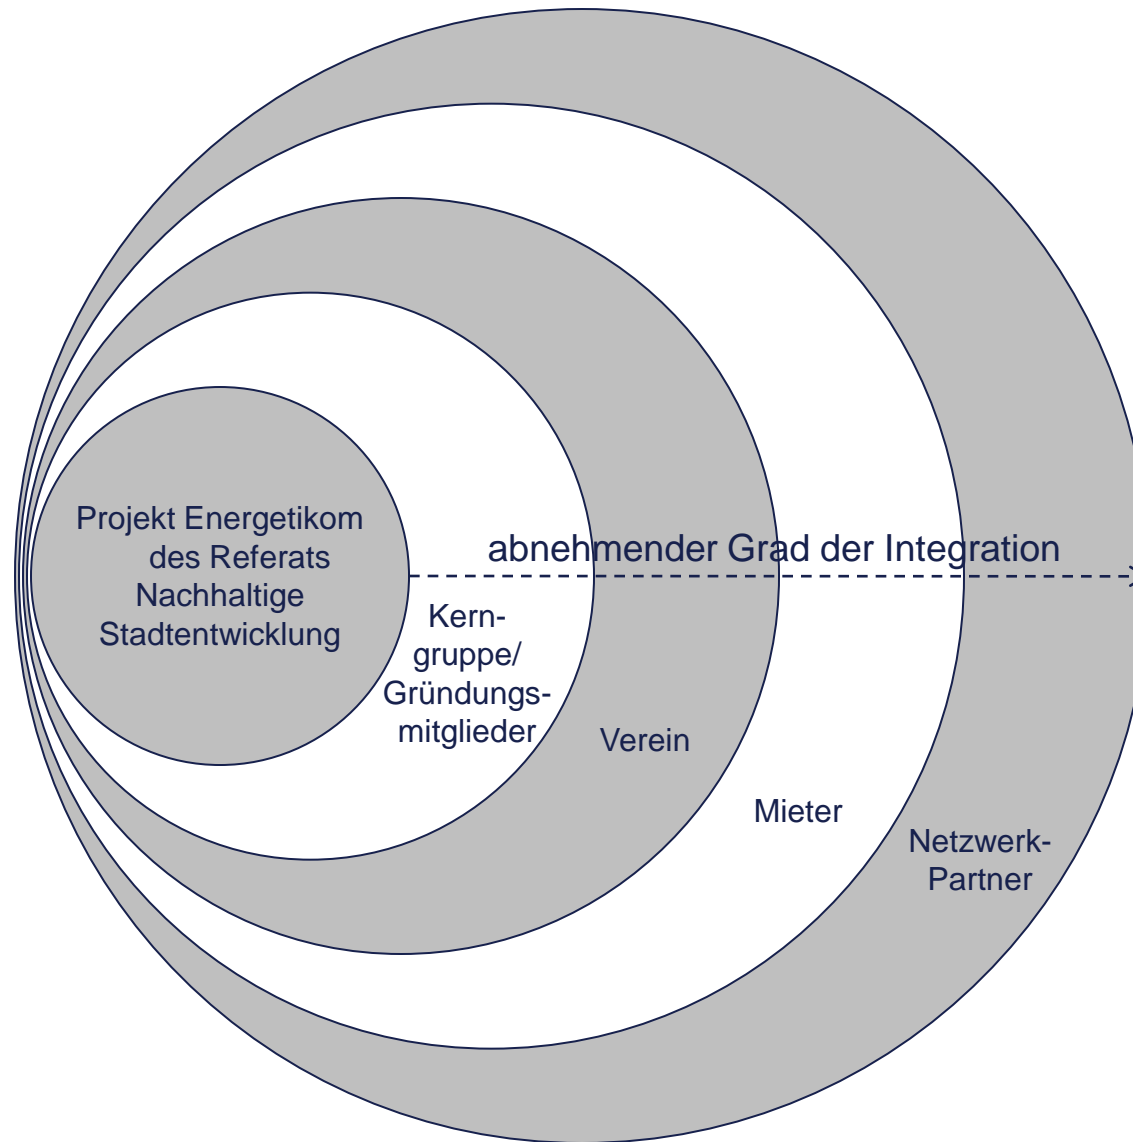 Projekt Energetikom
des Referats
Nachhaltige
Stadtentwicklung
abnehmender Grad der Integration
Kern-
gruppe/
Gründungs-
mitglieder
Verein
Mieter
Netzwerk-
Partner